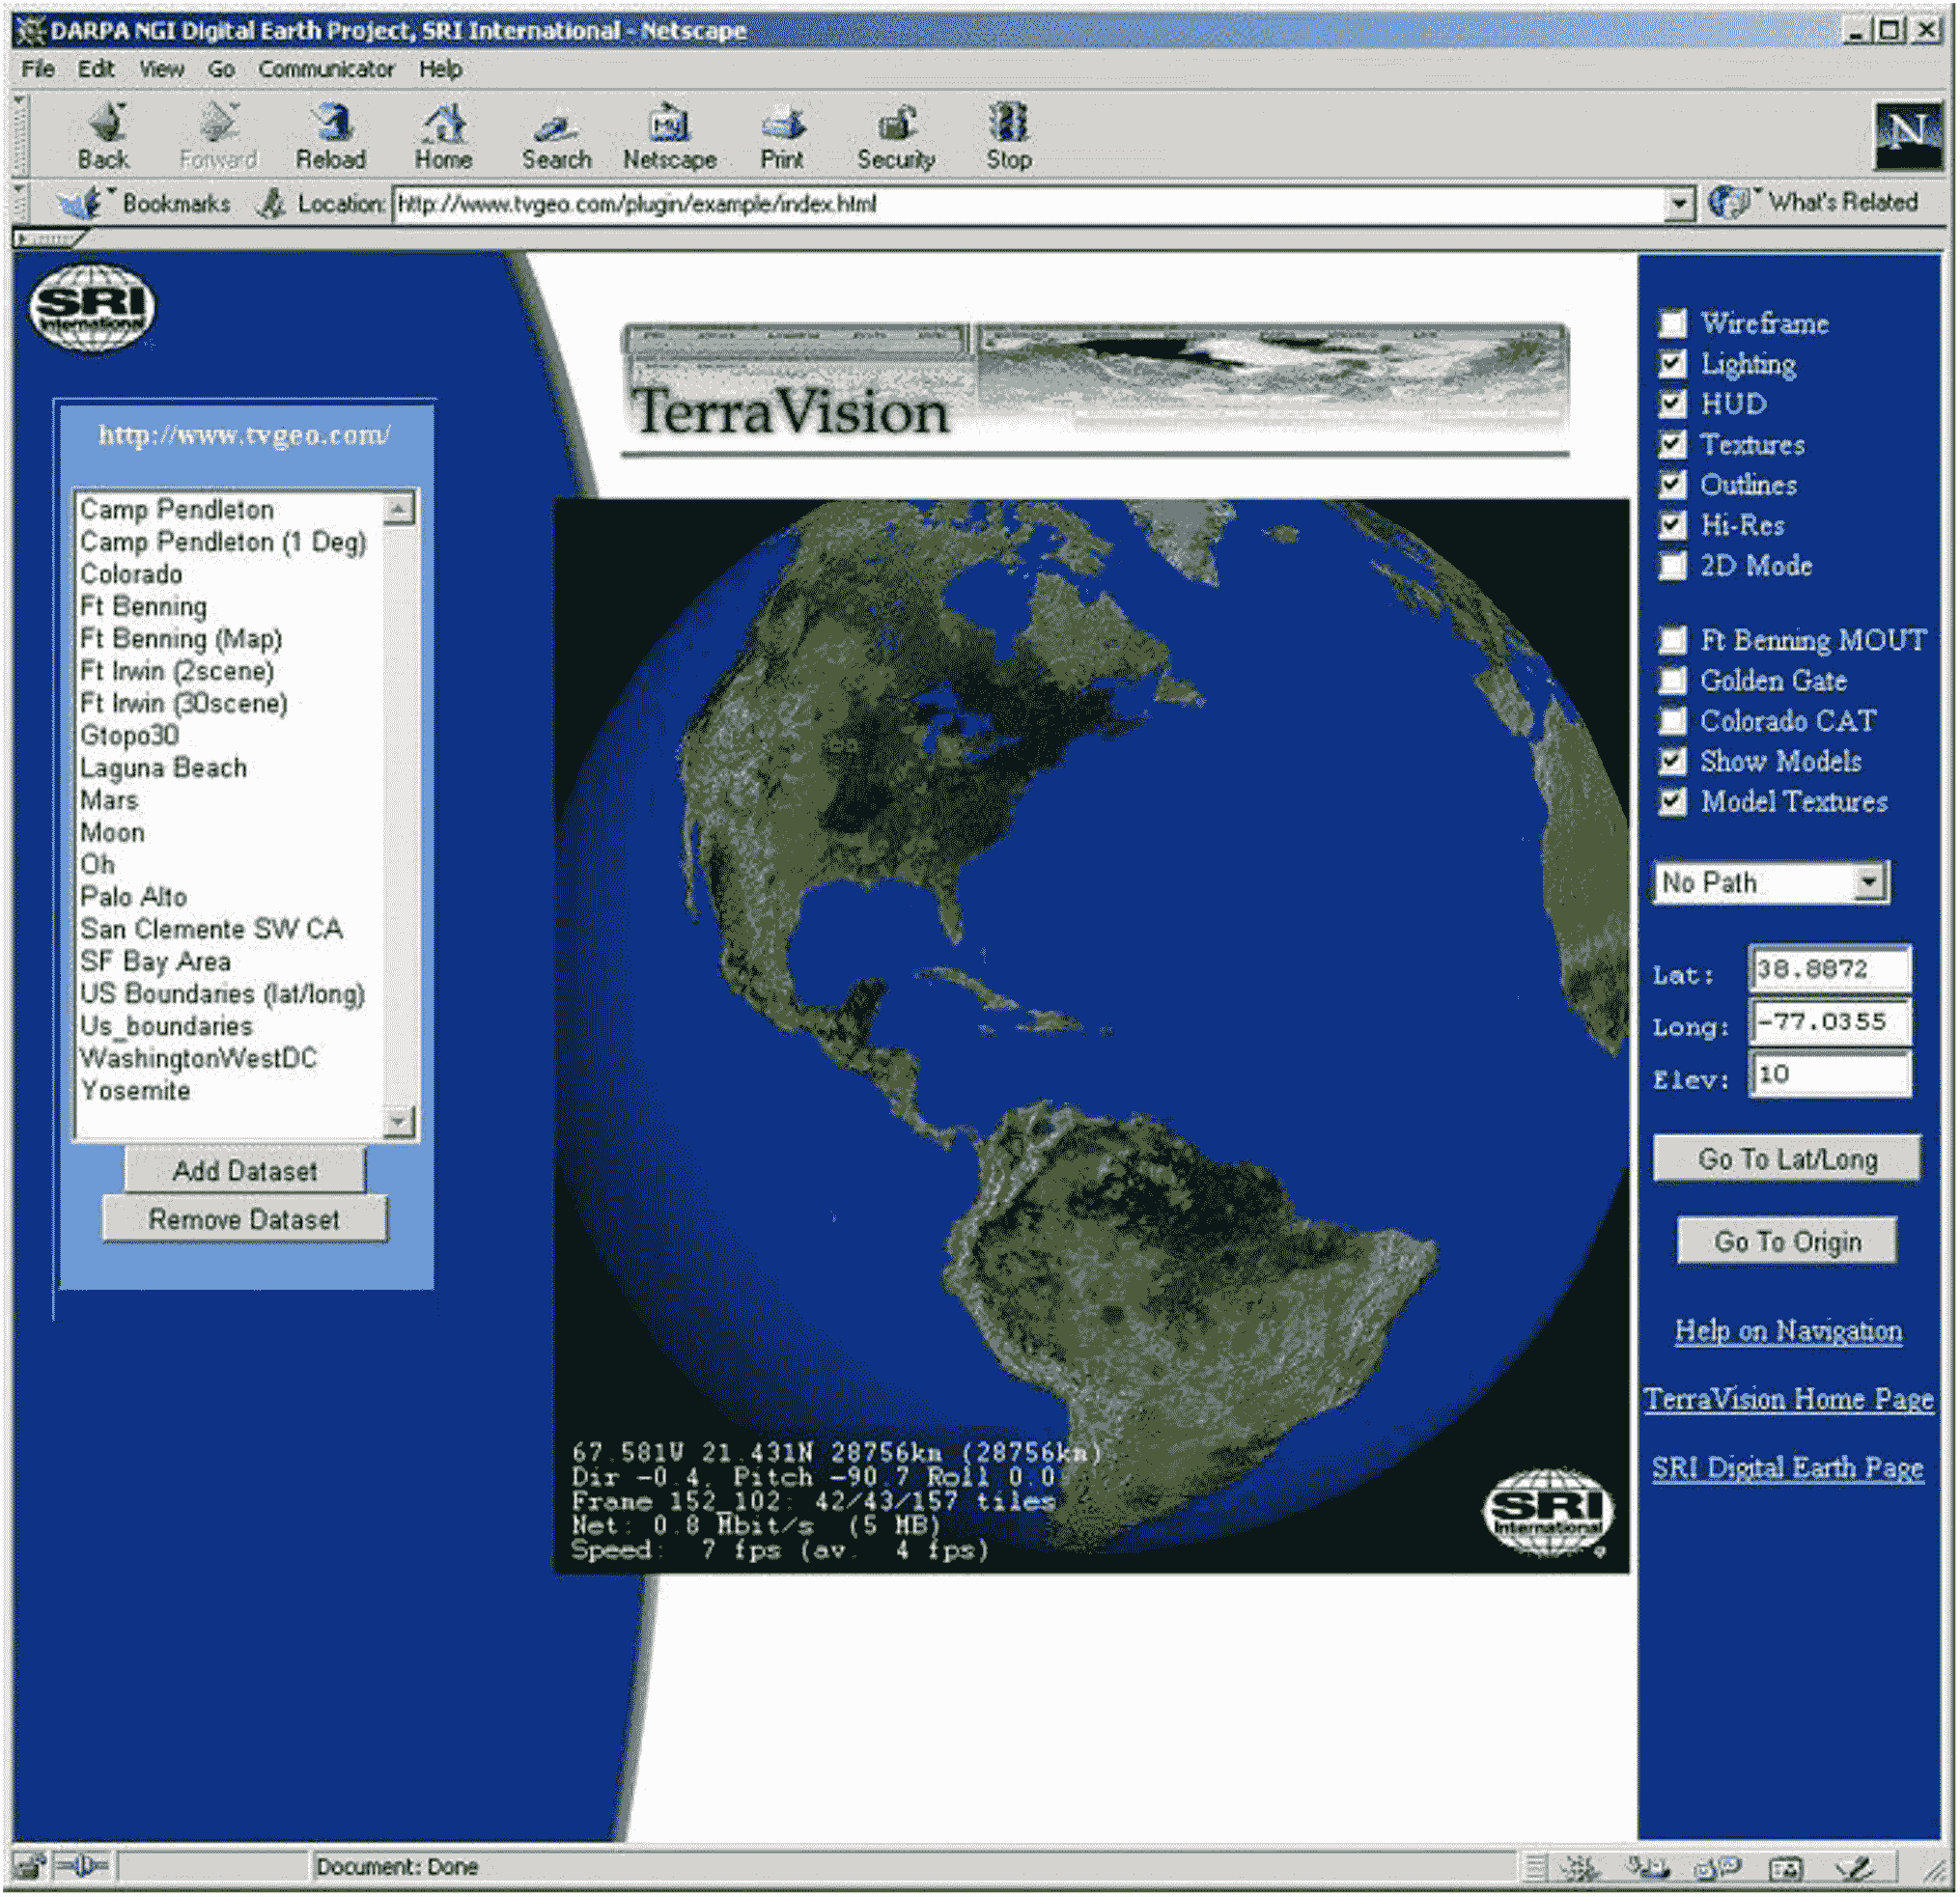 DARPA NGI Digital Earth Project, SRI International - Netscape
File Edit View Go Communicator Help
Back Forward Reload Home Search Netscape Print Security Stop
Bookmarks Location: http://www.tvgeo.com/plugin/example/index.html What's Related
SRI
International
http://www.tvgeo.com/
Camp Pendleton
Camp Pendleton (1 Deg)
Colorado
Ft Benning
Ft Benning (Map)
Ft Irwin (2scene)
Ft Irwin (30scene)
Gtopo30
Laguna Beach
Mars
Moon
Oh
Palo Alto
San Clemente SW CA
SF Bay Area
US Boundaries (lat/long)
Us_boundaries
WashingtonWestDC
Yosemite
Add Dataset
Remove Dataset
TerraVision
67.581W 21.431N 28756km (28756km)
Dir -0.4, Pitch -90.7 Roll 0.0
Frame 152_102: 42/43/157 tiles
Net: 0.8 Mbit/s (5 MB)
Speed: 7 fps (av. 4 fps)
SRI
International
Wireframe
Lighting
HUD
Textures
Outlines
Hi-Res
2D Mode
Ft Benning MOUT
Golden Gate
Colorado CAT
Show Models
Model Textures
No Path
Lat: 38.8872
Long: -77.0355
Elev: 10
Go To Lat/Long
Go To Origin
Help on Navigation
TerraVision Home Page
SRI Digital Earth Page
Document: Done